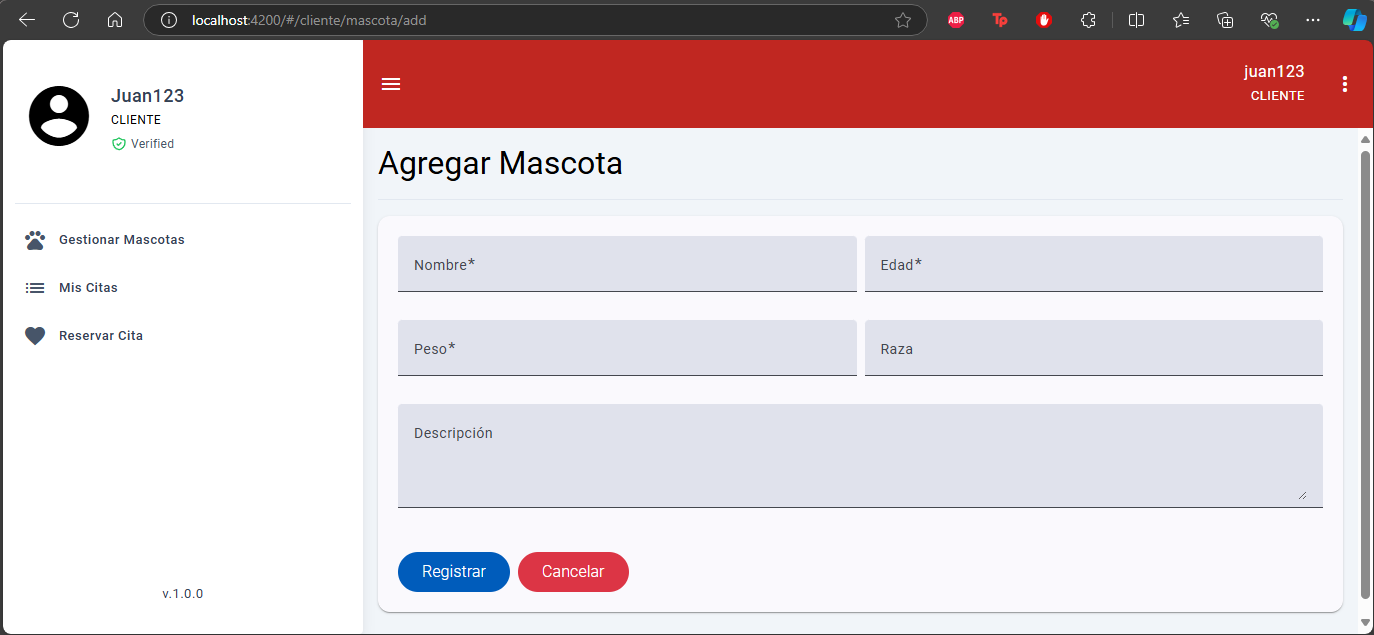 localhost:4200/#/cliente/mascota/add
ABP
Tp
Juan123
CLIENTE
Verified
Gestionar Mascotas
Mis Citas
Reservar Cita
v.1.0.0
juan123
CLIENTE
Agregar Mascota
Nombre*
Edad*
Peso*
Raza
Descripción
Registrar
Cancelar